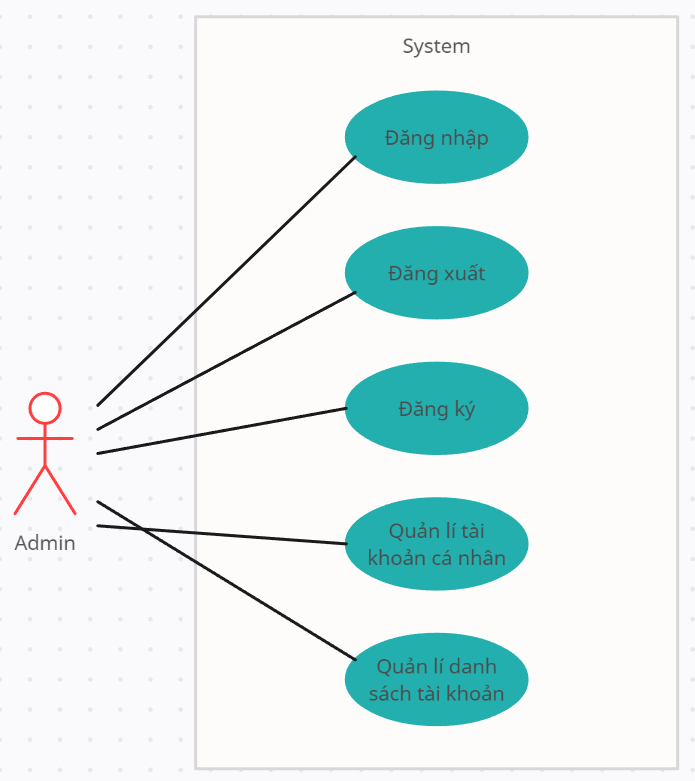 System
Đăng nhập
Đăng xuất
Đăng ký
Quản lí tài
khoản cá nhân
Admin
Quản lí danh
sách tài khoản